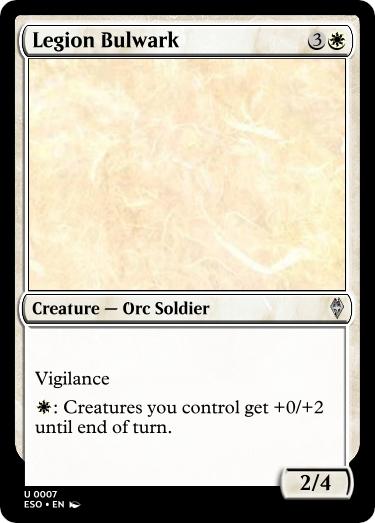 Legion Bulwark 3
Creature — Orc Soldier
Vigilance
: Creatures you control get +0/+2
until end of turn.
2/4
U 0007
ESO • EN